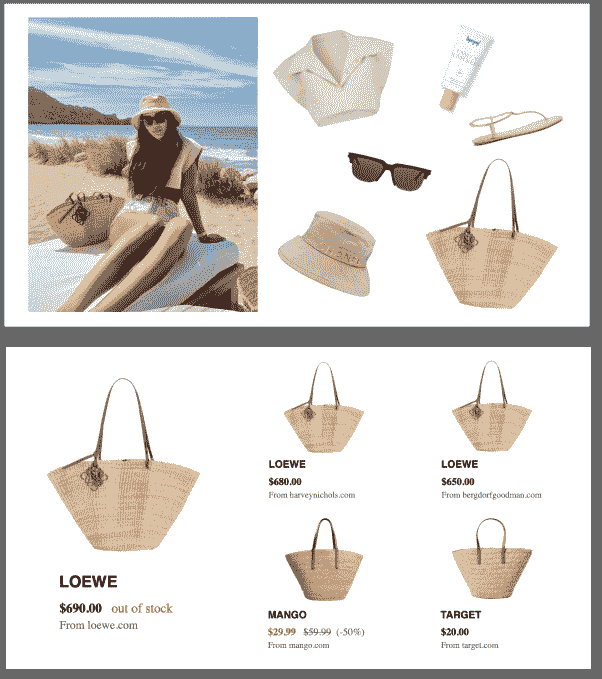 LOEWE
$690.00 out of stock
From loewe.com
LOEWE
$680.00
From harveynichols.com
LOEWE
$650.00
From bergdorfgoodman.com
MANGO
$29.99 $59.99 (-50%)
From mango.com
TARGET
$20.00
From target.com